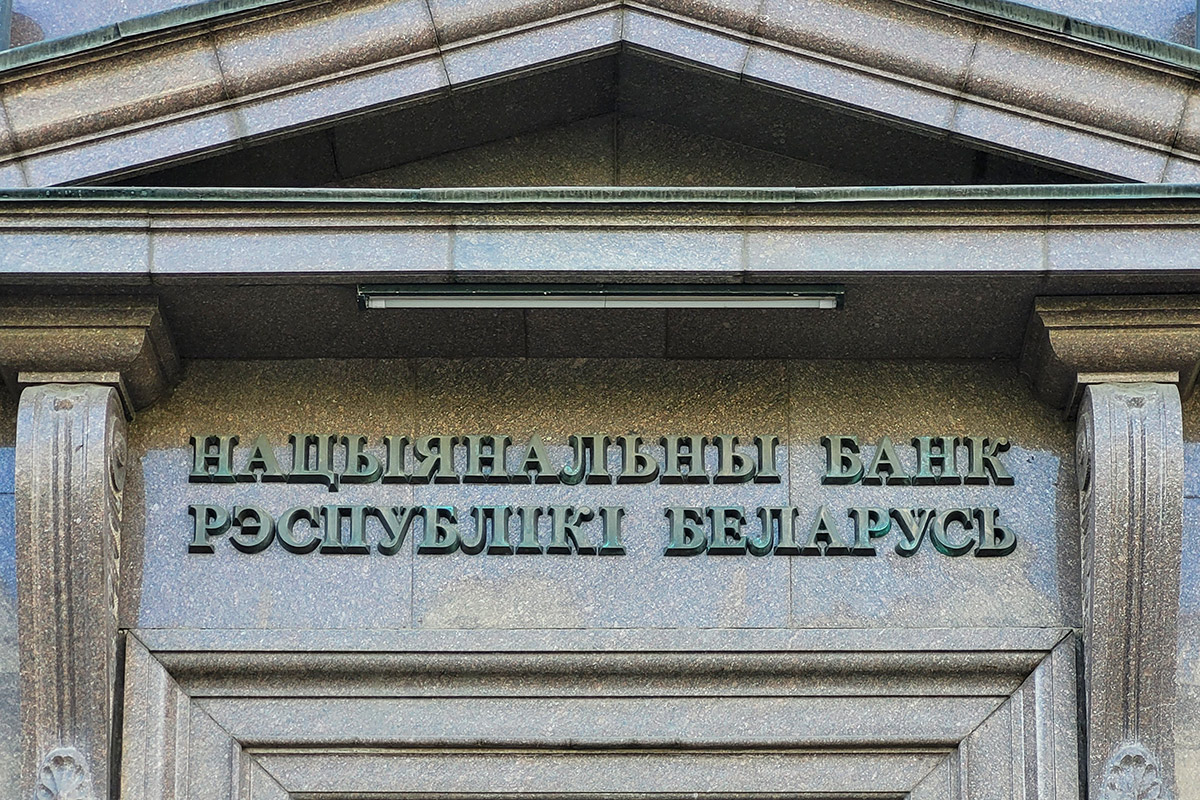 НАЦЫЯНАЛЬНЫ БАНК
РЭСПУБЛІКІ БЕЛАРУСЬ